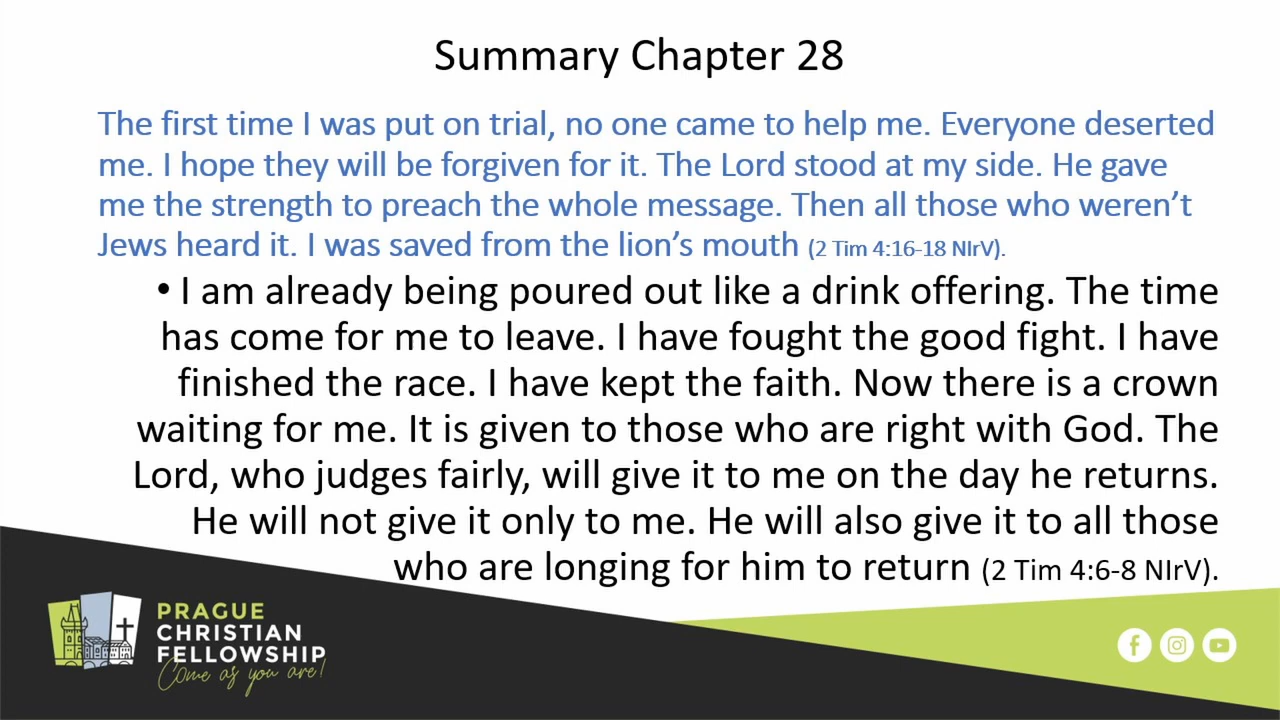 Summary Chapter 28
The first time I was put on trial, no one came to help me. Everyone deserted
me. I hope they will be forgiven for it. The Lord stood at my side. He gave
me the strength to preach the whole message. Then all those who weren’t
Jews heard it. I was saved from the lion’s mouth (2 Tim 4:16-18 NIrV).
• I am already being poured out like a drink offering. The time
has come for me to leave. I have fought the good fight. I have
finished the race. I have kept the faith. Now there is a crown
waiting for me. It is given to those who are right with God. The
Lord, who judges fairly, will give it to me on the day he returns.
He will not give it only to me. He will also give it to all those
who are longing for him to return (2 Tim 4:6-8 NIrV).
PRAGUE
CHRISTIAN
FELLOWSHIP
Come as you are!